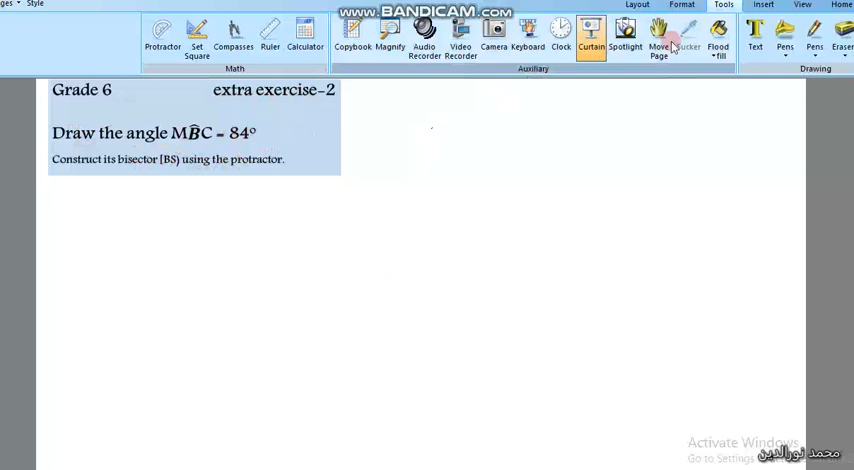 www.BANDICAM.com
ges Style Layout Format Tools Insert View Home
Protractor Set Square Compasses Ruler Calculator Copybook Magnify Audio Recorder Video Recorder Camera Keyboard Clock Curtain Spotlight Move Page Sucker Flood fill Text Pens Pens Eraser
Math Auxiliary Drawing
Grade 6 extra exercise-2
Draw the angle MB̂C = 84°
Construct its bisector [BS) using the protractor.
Activate Windows
Go to Settings
محمد نورالدين